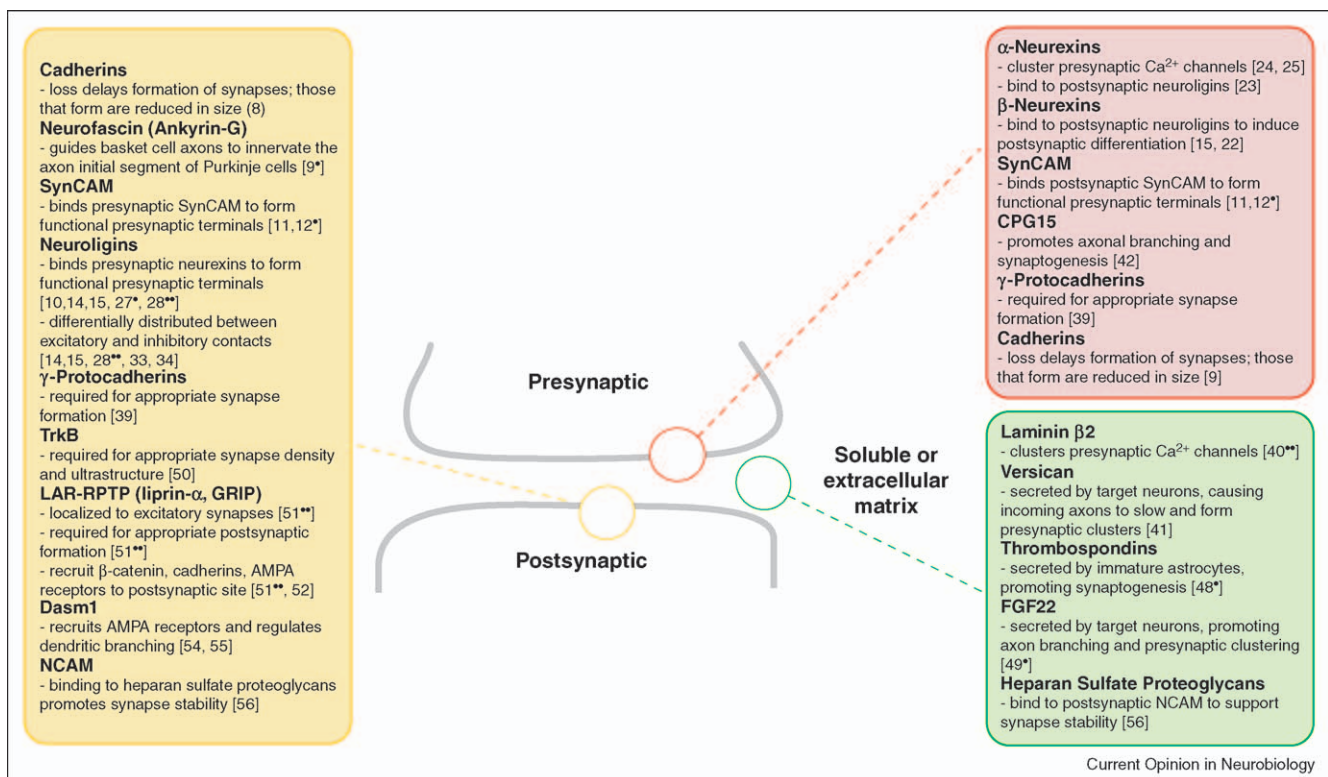 Cadherins
- loss delays formation of synapses; those
that form are reduced in size (8)
Neurofascin (Ankyrin-G)
- guides basket cell axons to innervate the
axon initial segment of Purkinje cells [9•]
SynCAM
- binds presynaptic SynCAM to form
functional presynaptic terminals [11,12•]
Neuroligins
- binds presynaptic neurexins to form
functional presynaptic terminals
[10,14,15, 27•, 28••]
- differentially distributed between
excitatory and inhibitory contacts
[14,15, 28••, 33, 34]
γ-Protocadherins
- required for appropriate synapse
formation [39]
TrkB
- required for appropriate synapse density
and ultrastructure [50]
LAR-RPTP (liprin-α, GRIP)
- localized to excitatory synapses [51••]
- required for appropriate postsynaptic
formation [51••]
- recruit β-catenin, cadherins, AMPA
receptors to postsynaptic site [51••, 52]
Dasm1
- recruits AMPA receptors and regulates
dendritic branching [54, 55]
NCAM
- binding to heparan sulfate proteoglycans
promotes synapse stability [56]
Presynaptic
Postsynaptic
Soluble or
extracellular
matrix
α-Neurexins
- cluster presynaptic Ca²⁺ channels [24, 25]
- bind to postsynaptic neuroligins [23]
β-Neurexins
- bind to postsynaptic neuroligins to induce
postsynaptic differentiation [15, 22]
SynCAM
- binds postsynaptic SynCAM to form
functional presynaptic terminals [11,12•]
CPG15
- promotes axonal branching and
synaptogenesis [42]
γ-Protocadherins
- required for appropriate synapse
formation [39]
Cadherins
- loss delays formation of synapses; those
that form are reduced in size [9]
Laminin β2
- clusters presynaptic Ca²⁺ channels [40••]
Versican
- secreted by target neurons, causing
incoming axons to slow and form
presynaptic clusters [41]
Thrombospondins
- secreted by immature astrocytes,
promoting synaptogenesis [48•]
FGF22
- secreted by target neurons, promoting
axon branching and presynaptic clustering
[49•]
Heparan Sulfate Proteoglycans
- bind to postsynaptic NCAM to support
synapse stability [56]
Current Opinion in Neurobiology